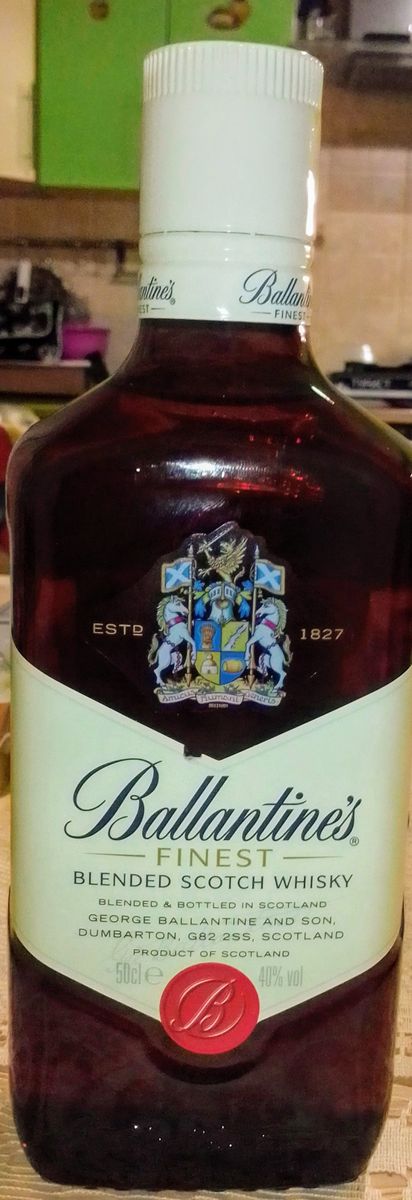 Ballantine's
FINEST
ESTD 1827
Amicus Humani Generis
Ballantine's®
FINEST
BLENDED SCOTCH WHISKY
BLENDED & BOTTLED IN SCOTLAND
GEORGE BALLANTINE AND SON,
DUMBARTON, G82 2SS, SCOTLAND
PRODUCT OF SCOTLAND
50cl e 40% vol
B